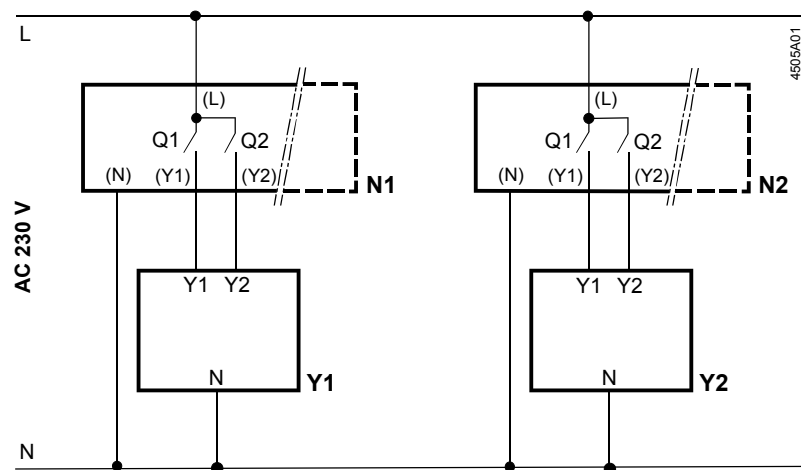 L
4505A01
(L)
(L)
Q1 Q2
Q1 Q2
(N) (Y1) (Y2) N1
(N) (Y1) (Y2) N2
AC 230 V
Y1 Y2
Y1 Y2
N Y1
N Y2
N